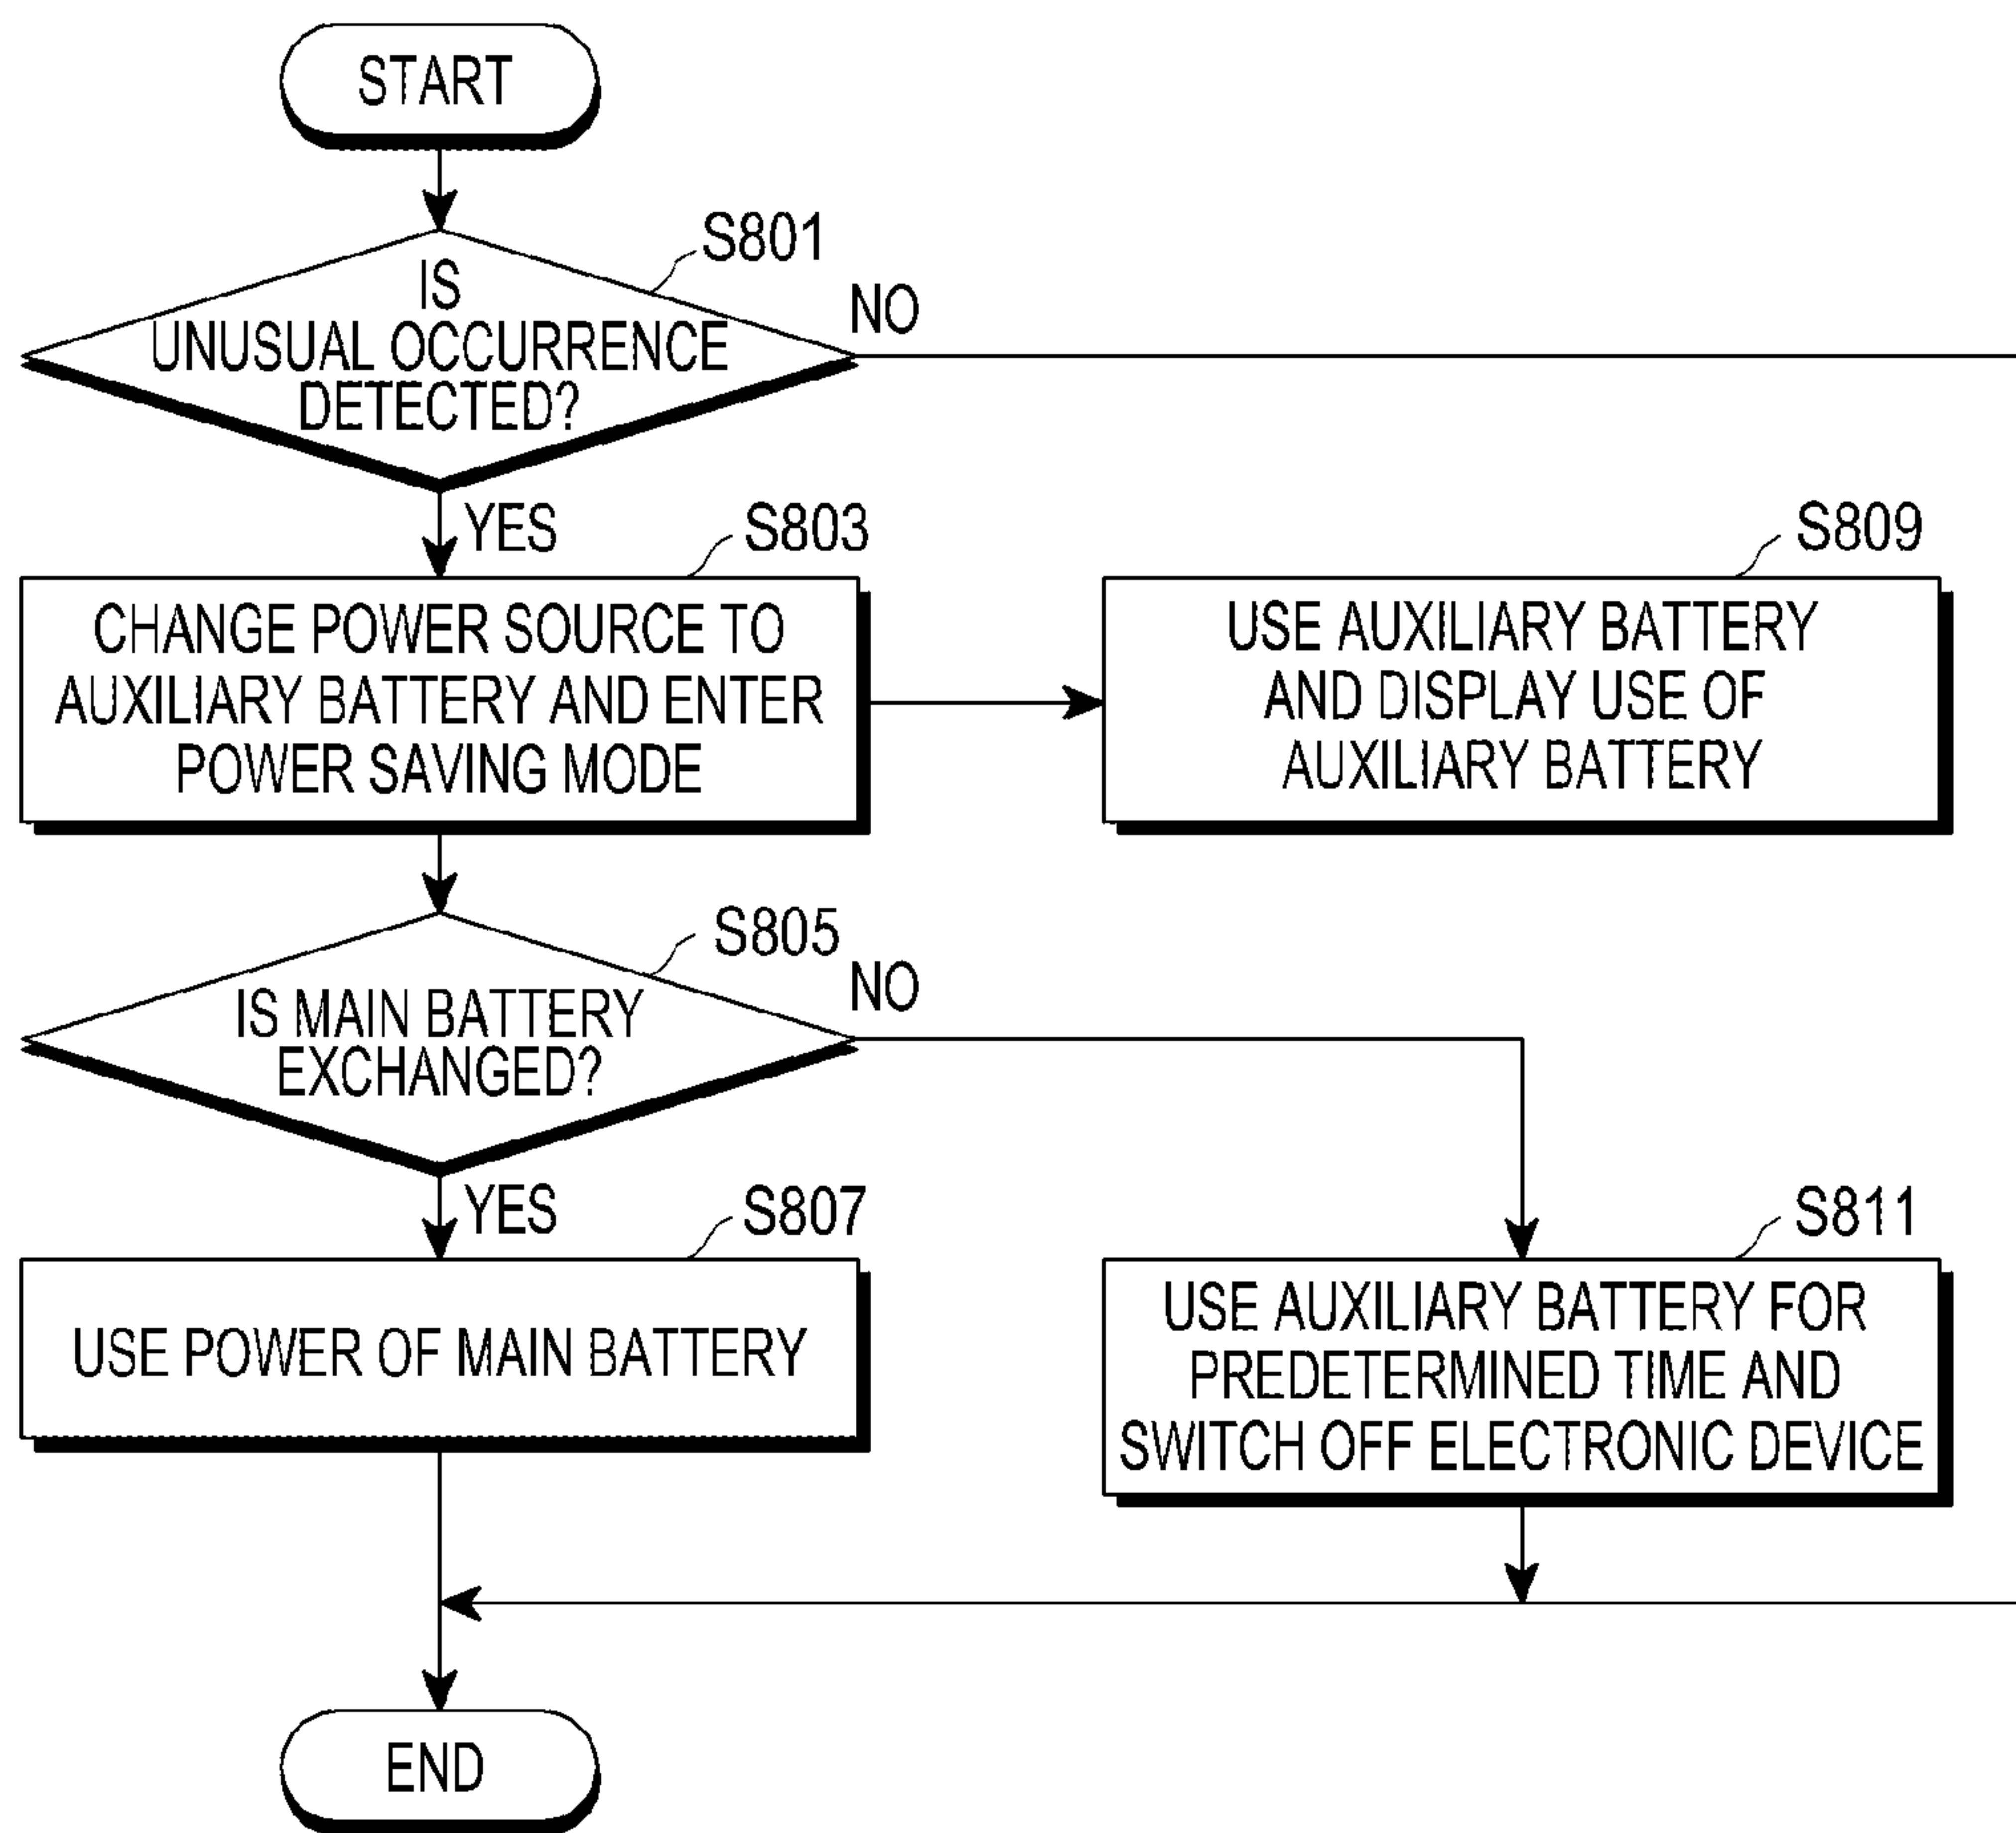 START
S801
IS
UNUSUAL OCCURRENCE
DETECTED?
NO
YES
S803
CHANGE POWER SOURCE TO
AUXILIARY BATTERY AND ENTER
POWER SAVING MODE
S809
USE AUXILIARY BATTERY
AND DISPLAY USE OF
AUXILIARY BATTERY
S805
IS MAIN BATTERY
EXCHANGED?
NO
YES
S807
USE POWER OF MAIN BATTERY
S811
USE AUXILIARY BATTERY FOR
PREDETERMINED TIME AND
SWITCH OFF ELECTRONIC DEVICE
END